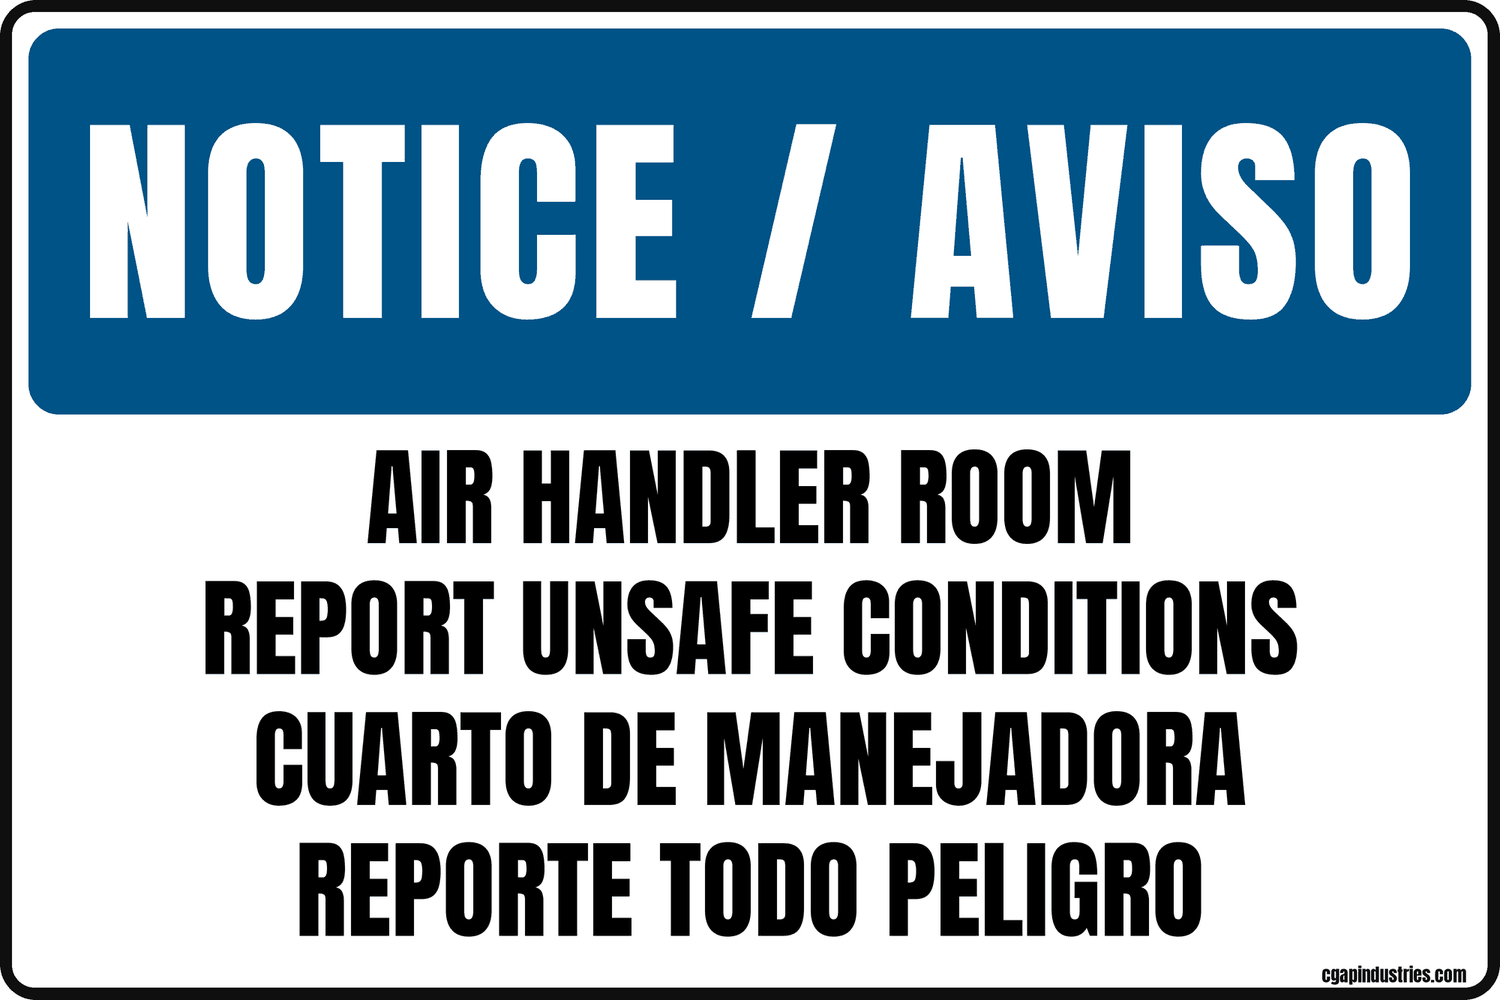 NOTICE / AVISO
AIR HANDLER ROOM
REPORT UNSAFE CONDITIONS
CUARTO DE MANEJADORA
REPORTE TODO PELIGRO
cgapindustries.com